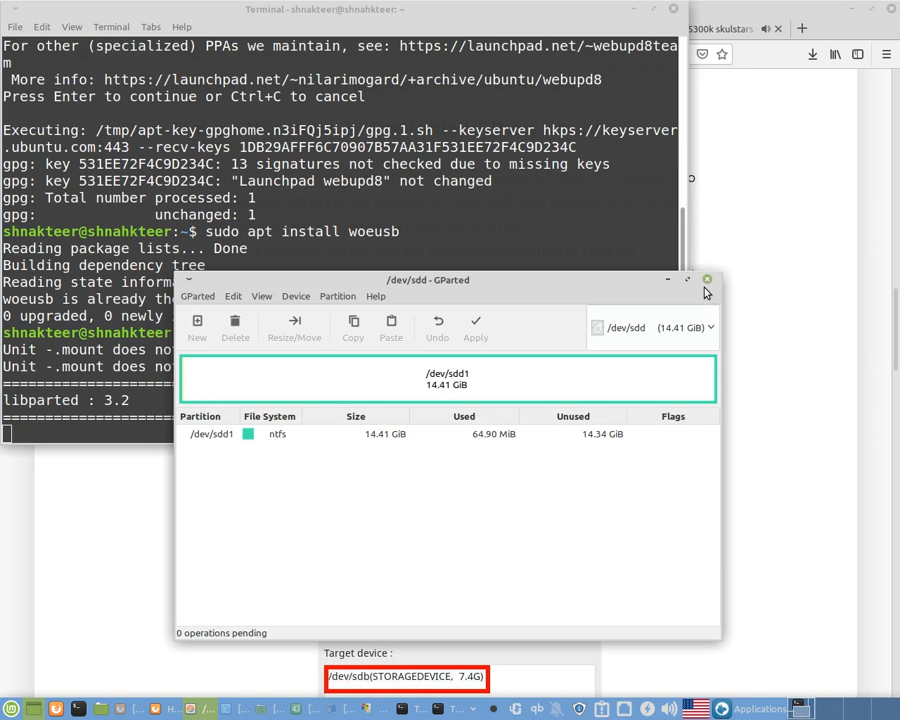 Terminal - shnakteer@shnahkteer: ~
File Edit View Terminal Tabs Help
For other (specialized) PPAs we maintain, see: https://launchpad.net/~webupd8tea
m
More info: https://launchpad.net/~nilarimogard/+archive/ubuntu/webupd8
Press Enter to continue or Ctrl+C to cancel
Executing: /tmp/apt-key-gpghome.n3iFQj5ipj/gpg.1.sh --keyserver hkps://keyserver
.ubuntu.com:443 --recv-keys 1DB29AFFF6C70907B57AA31F531EE72F4C9D234C
gpg: key 531EE72F4C9D234C: 13 signatures not checked due to missing keys
gpg: key 531EE72F4C9D234C: "Launchpad webupd8" not changed
gpg: Total number processed: 1
gpg: unchanged: 1
shnakteer@shnahkteer:~$ sudo apt install woeusb
Reading package lists... Done
Building dependency tree
Reading state informa
woeusb is already the
0 upgraded, 0 newly
shnakteer@shnahkteer
Unit -.mount does no
Unit -.mount does no
====================
libparted : 3.2
====================
$300k skulstars
/dev/sdd - GParted
GParted Edit View Device Partition Help
New Delete Resize/Move Copy Paste Undo Apply
/dev/sdd (14.41 GiB)
/dev/sdd1
14.41 GiB
Partition File System Size Used Unused Flags
/dev/sdd1 ntfs 14.41 GiB 64.90 MiB 14.34 GiB
0 operations pending
Target device :
/dev/sdb(STORAGEDEVICE, 7.4G)
[... H... /... [... [... [... T... T... [...
Applications